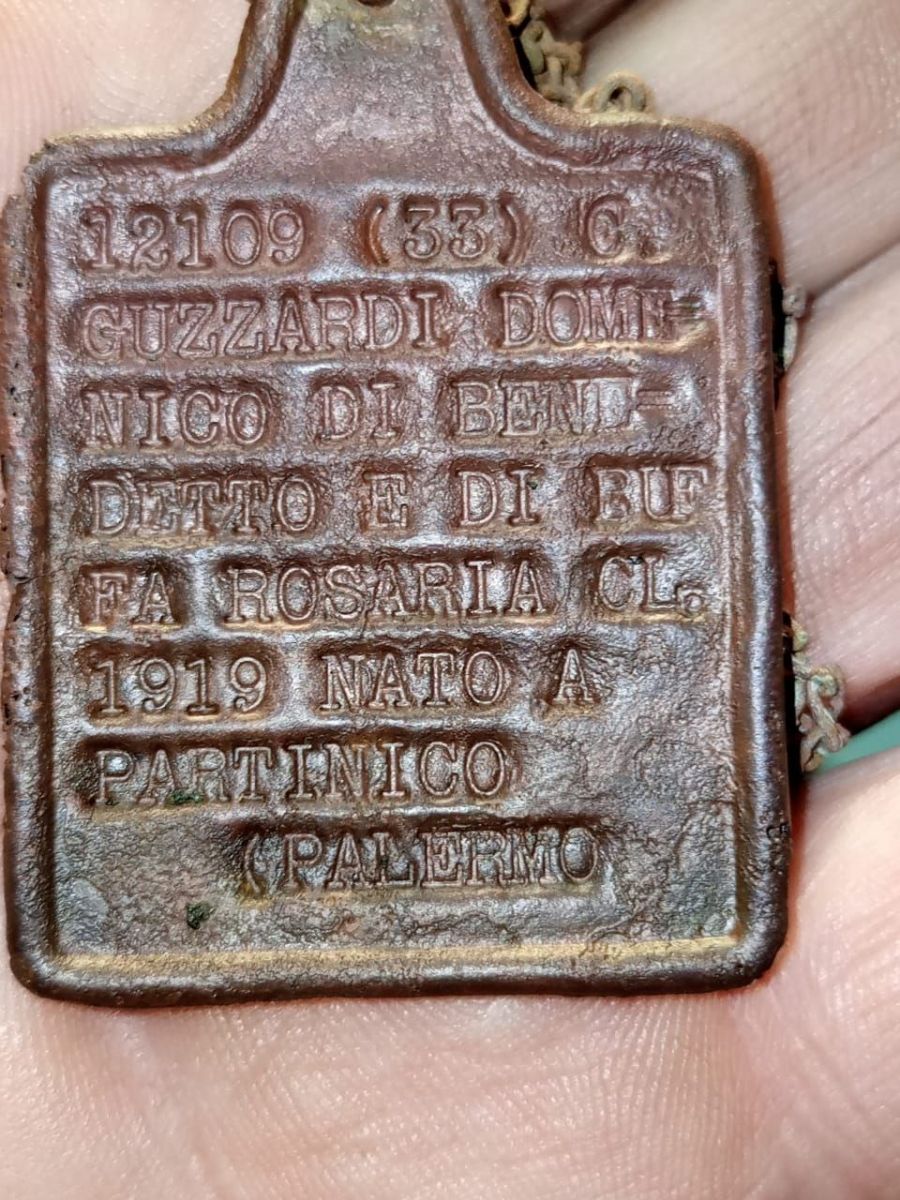 12109 (33) C.
GUZZARDI DOME=
NICO DI BENE=
DETTO E DI BUF
FA ROSARIA CL.
1919 NATO A
PARTINICO
(PALERMO